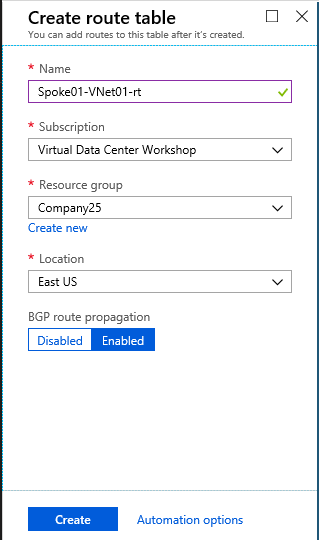 Create route table
You can add routes to this table after it's created.
* Name
Spoke01-VNet01-rt
* Subscription
Virtual Data Center Workshop
* Resource group
Company25
Create new
* Location
East US
BGP route propagation
Disabled Enabled
Create Automation options